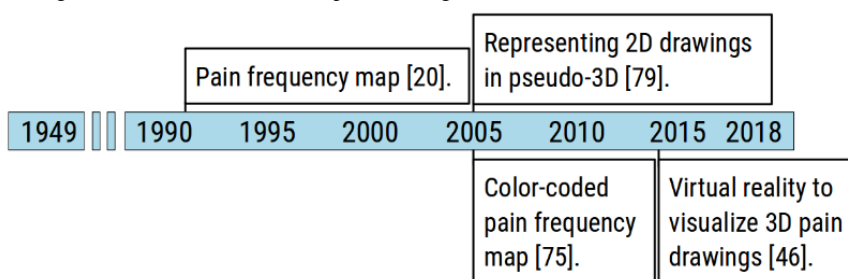 Representing 2D drawings
in pseudo-3D [79].
Pain frequency map [20].
1949 1990 1995 2000 2005 2010 2015 2018
Color-coded
pain frequency
map [75].
Virtual reality to
visualize 3D pain
drawings [46].